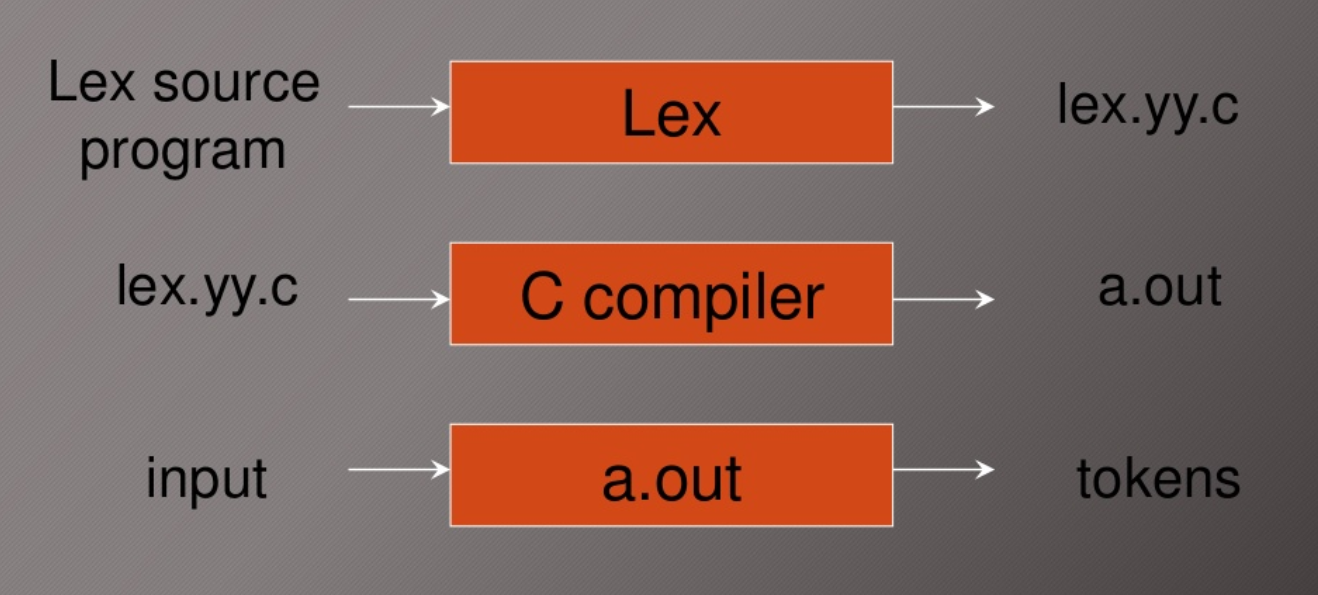 Lex source
program
Lex
lex.yy.c
lex.yy.c
C compiler
a.out
input
a.out
tokens